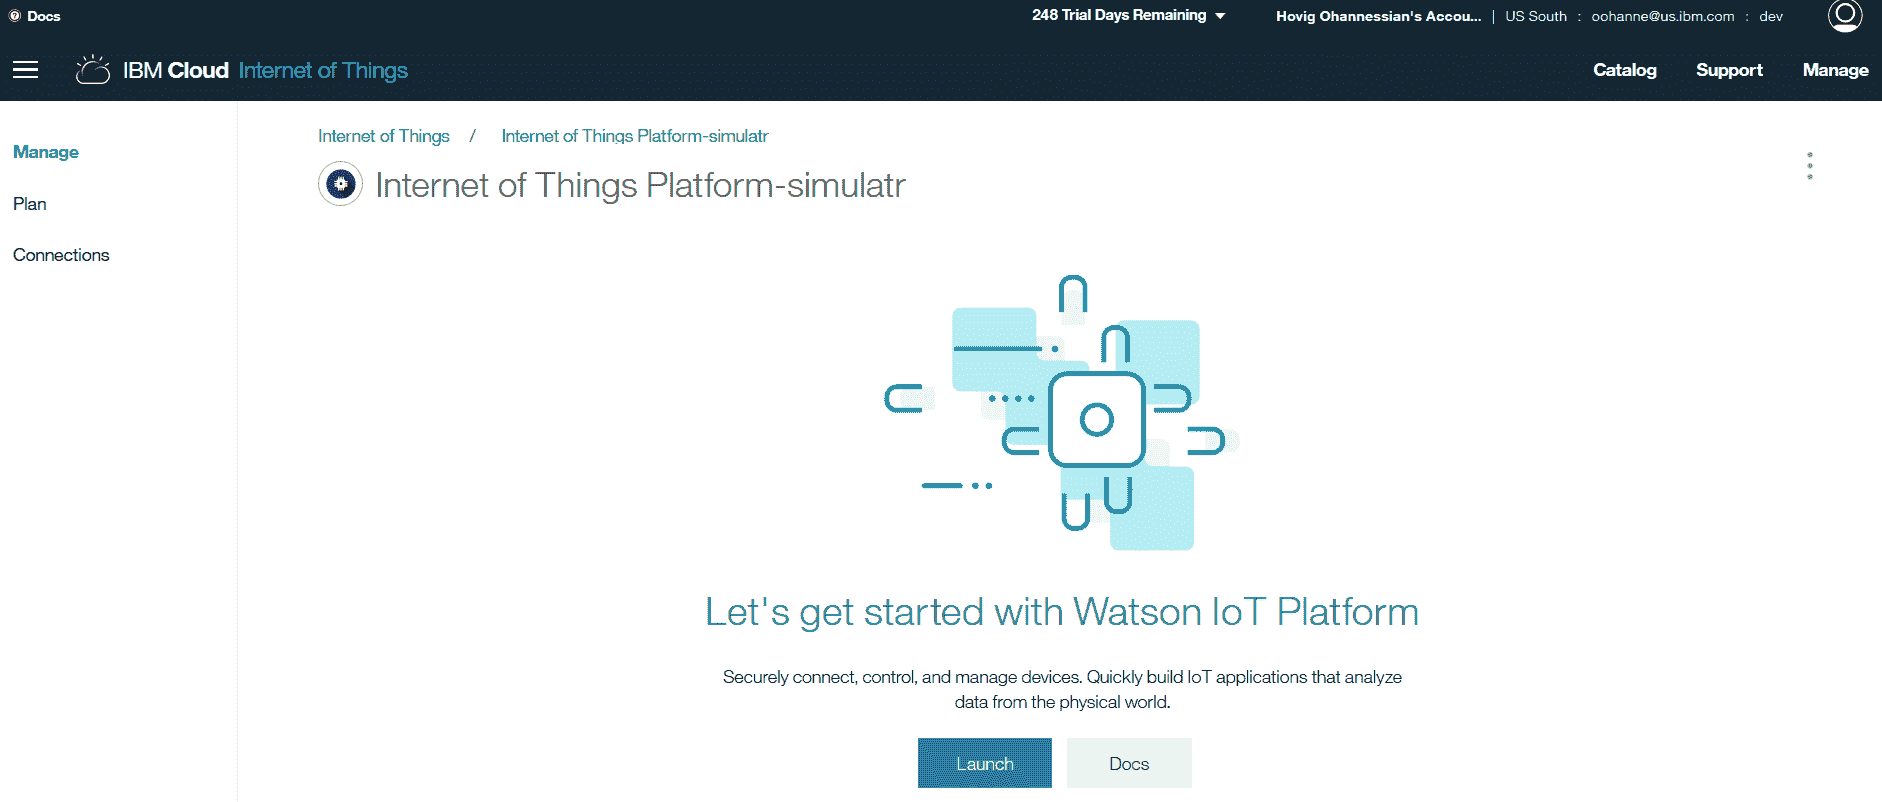 Docs
248 Trial Days Remaining
Hovig Ohannessian's Accou... | US South : oohanne@us.ibm.com : dev
IBM Cloud Internet of Things
Catalog Support Manage
Manage
Plan
Connections
Internet of Things / Internet of Things Platform-simulatr
Internet of Things Platform-simulatr
Let's get started with Watson IoT Platform
Securely connect, control, and manage devices. Quickly build IoT applications that analyze
data from the physical world.
Launch Docs